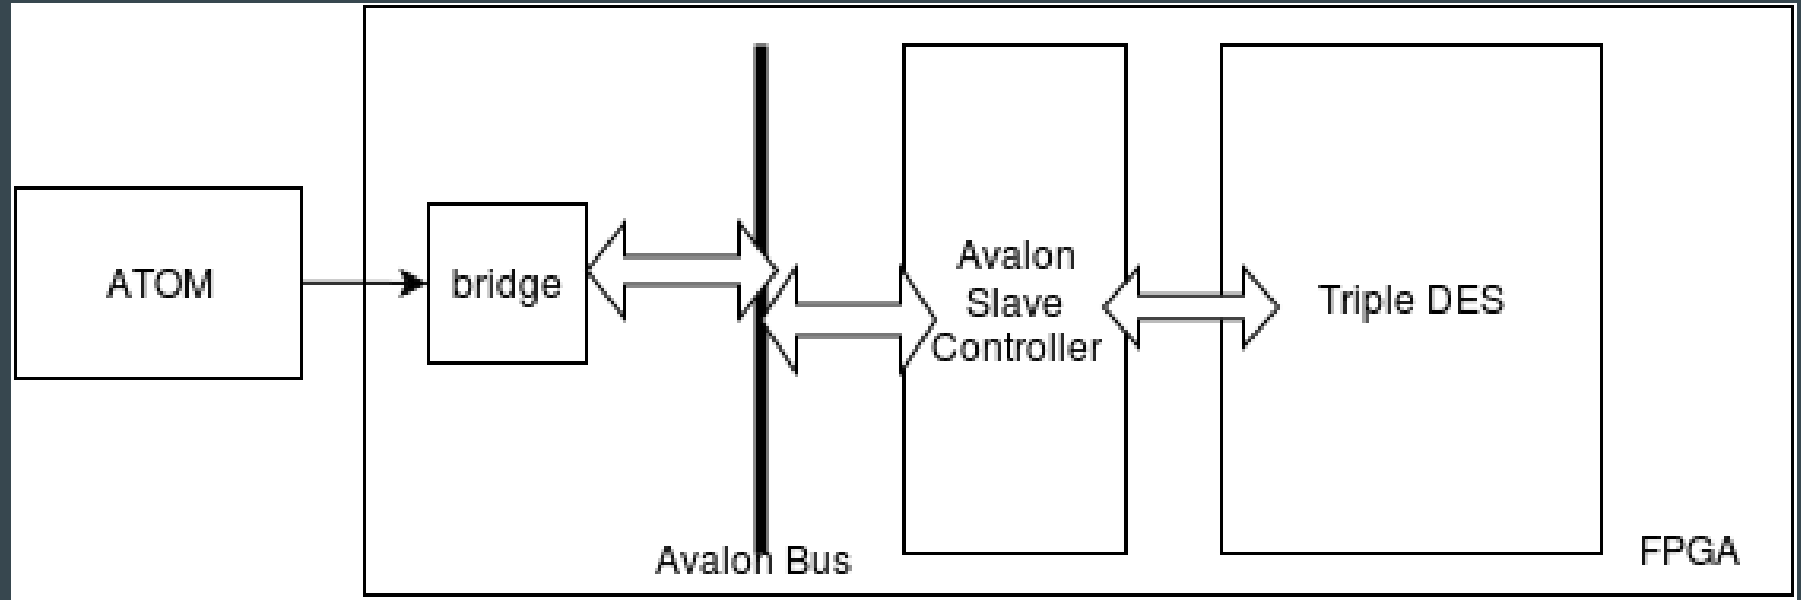 ATOM
bridge
Avalon Bus
Avalon
Slave
Controller
Triple DES
FPGA